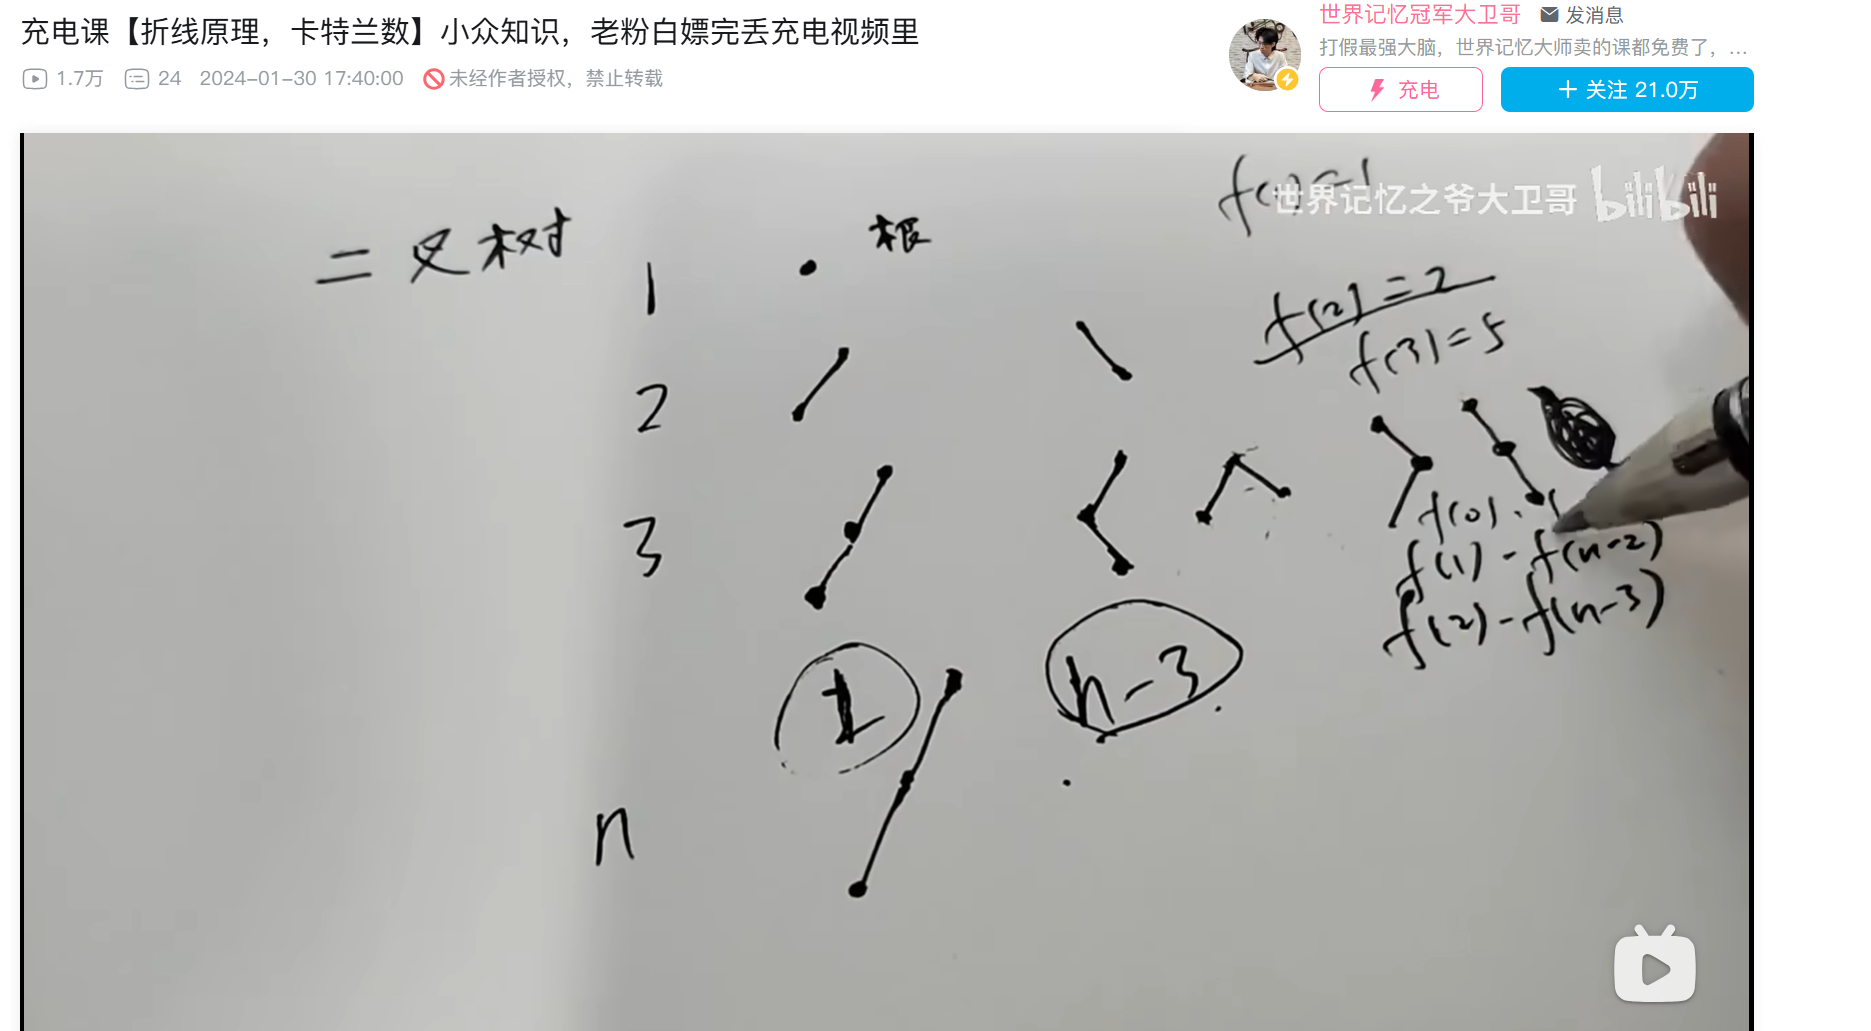 充电课【折线原理，卡特兰数】小众知识，老粉白嫖完丢充电视频里
1.7万 24 2024-01-30 17:40:00 未经作者授权，禁止转载
世界记忆冠军大卫哥 发消息
打假最强大脑，世界记忆大师卖的课都免费了，...
充电 + 关注 21.0万
世界记忆之爷大卫哥 bilibili
二叉树
1 根
f(2)=2
f(3)=5
2
3
f(0)
f(1)-f(n-2)
f(2)-f(n-3)
1 n-3
n